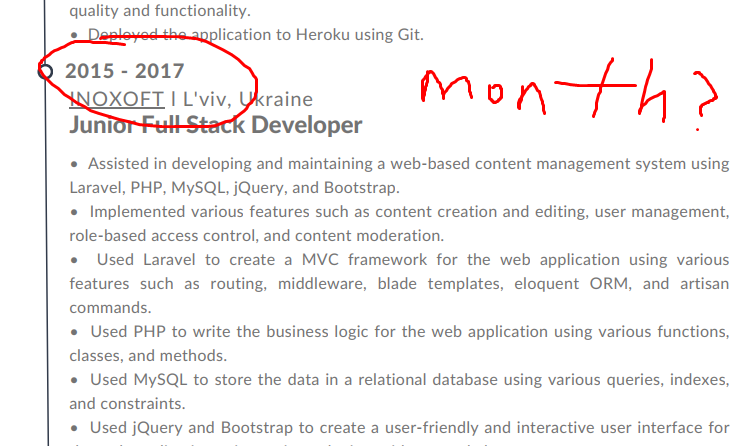 quality and functionality.
• Deployed the application to Heroku using Git.
2015 - 2017
month?
INOXOFT I L'viv, Ukraine
Junior Full Stack Developer
• Assisted in developing and maintaining a web-based content management system using
Laravel, PHP, MySQL, jQuery, and Bootstrap.
• Implemented various features such as content creation and editing, user management,
role-based access control, and content moderation.
• Used Laravel to create a MVC framework for the web application using various
features such as routing, middleware, blade templates, eloquent ORM, and artisan
commands.
• Used PHP to write the business logic for the web application using various functions,
classes, and methods.
• Used MySQL to store the data in a relational database using various queries, indexes,
and constraints.
• Used jQuery and Bootstrap to create a user-friendly and interactive user interface for